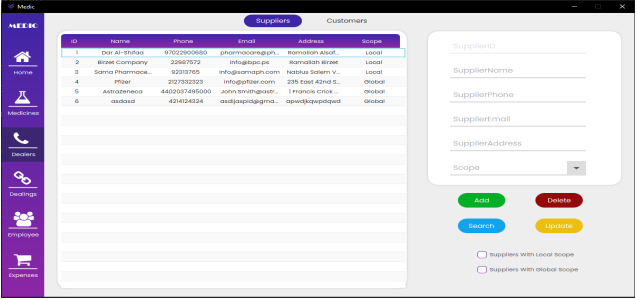 Medic
MEDIC
Suppliers Customers
ID Name Phone Email Address Scope
1 Dar Al-Shifaa 97022900680 pharmacare@ph... Ramallah Alsaf... Local
2 Birzet Company 22987572 info@bpc.ps Ramallah Birzet Local
3 Sama Pharmace... 92313765 info@samaph.com Nablus Salem V... Local
4 Pfizer 2127332323 info@pfizer.com 235 East 42nd S... Global
5 AstraZeneca 4402037495000 John.Smith@astr... 1 Francis Crick ... Global
6 asdasd 4214124324 asdljaspid@gma... apwdjkqwpdqwd Global
Home
Medicines
Dealers
Dealings
Employee
Expenses
SupplierID
SupplierName
SupplierPhone
SupplierEmail
SupplierAddress
Scope
Add Delete
Search Update
Suppliers With Local Scope
Suppliers With Global Scope